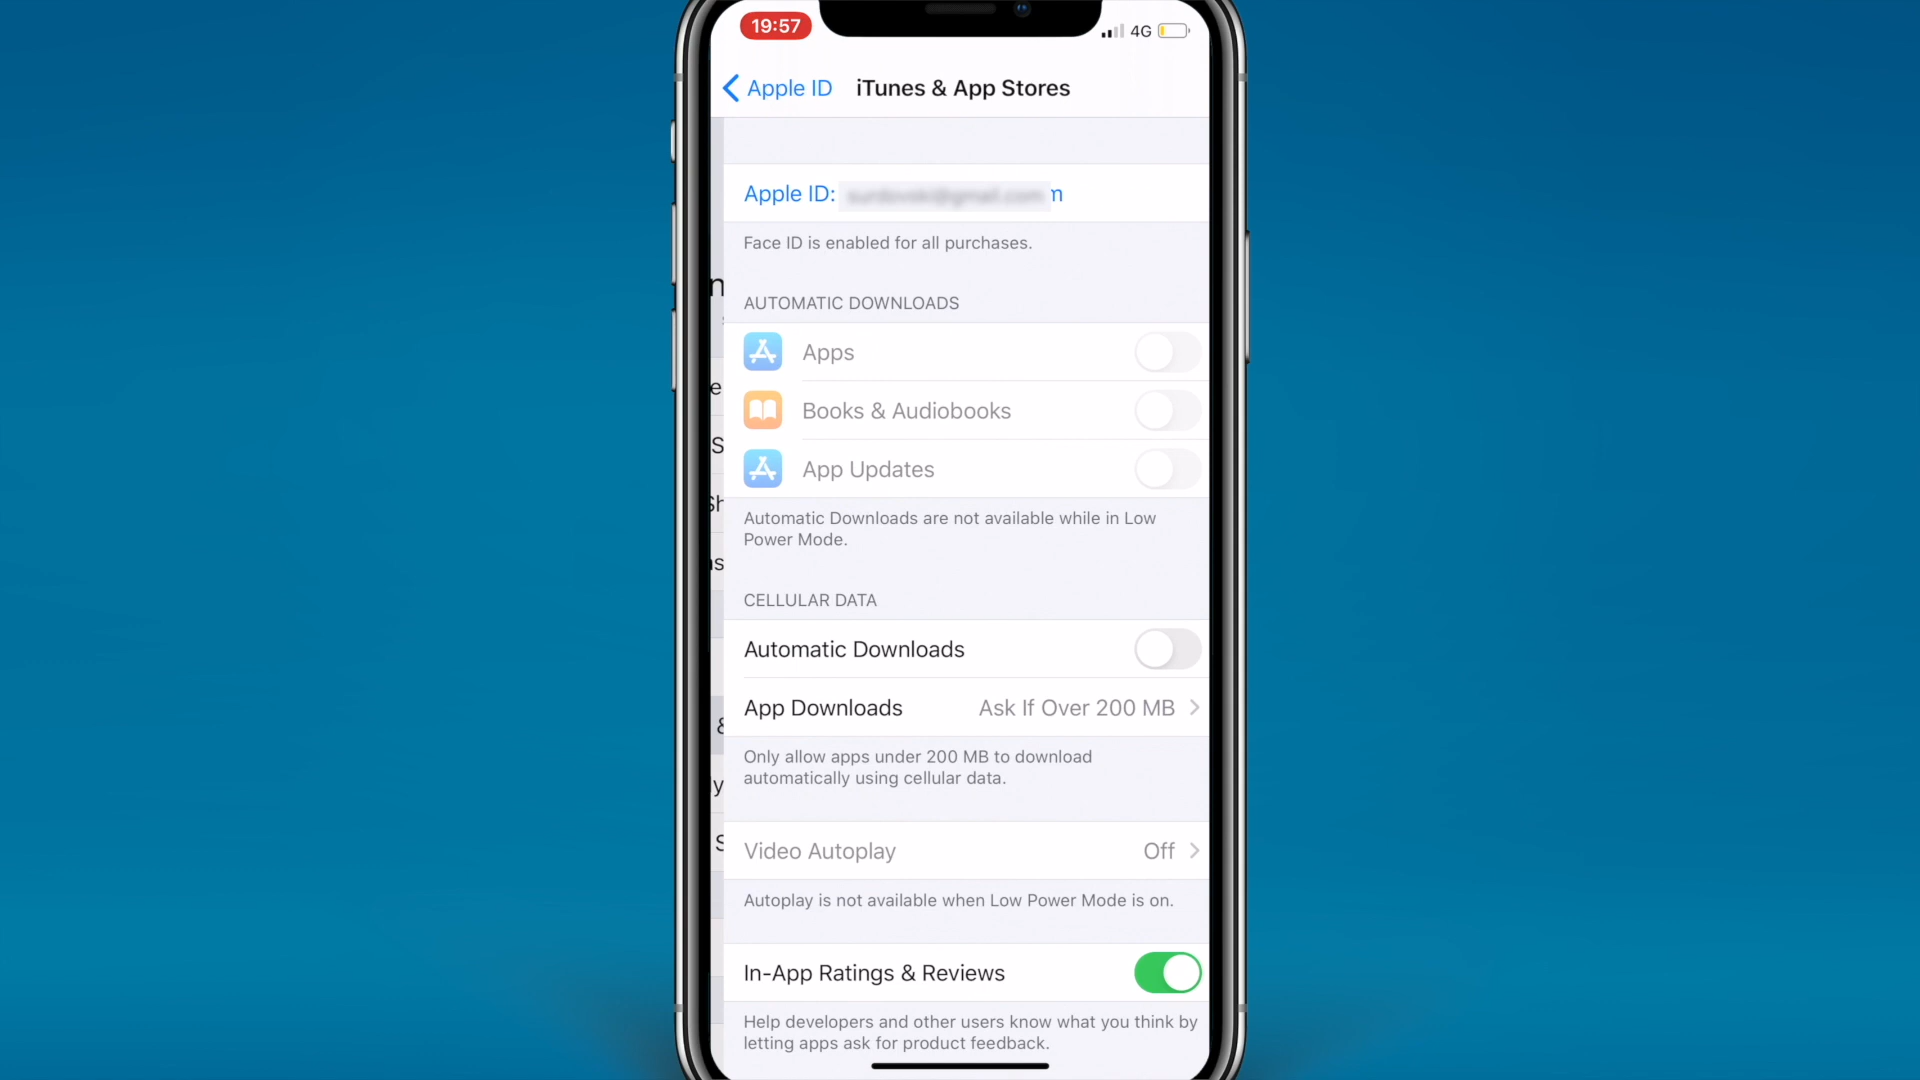 19:57
4G
Apple ID
iTunes & App Stores
Apple ID:
Face ID is enabled for all purchases.
AUTOMATIC DOWNLOADS
Apps
Books & Audiobooks
App Updates
Automatic Downloads are not available while in Low
Power Mode.
CELLULAR DATA
Automatic Downloads
App Downloads Ask If Over 200 MB
Only allow apps under 200 MB to download
automatically using cellular data.
Video Autoplay Off
Autoplay is not available when Low Power Mode is on.
In-App Ratings & Reviews
Help developers and other users know what you think by
letting apps ask for product feedback.